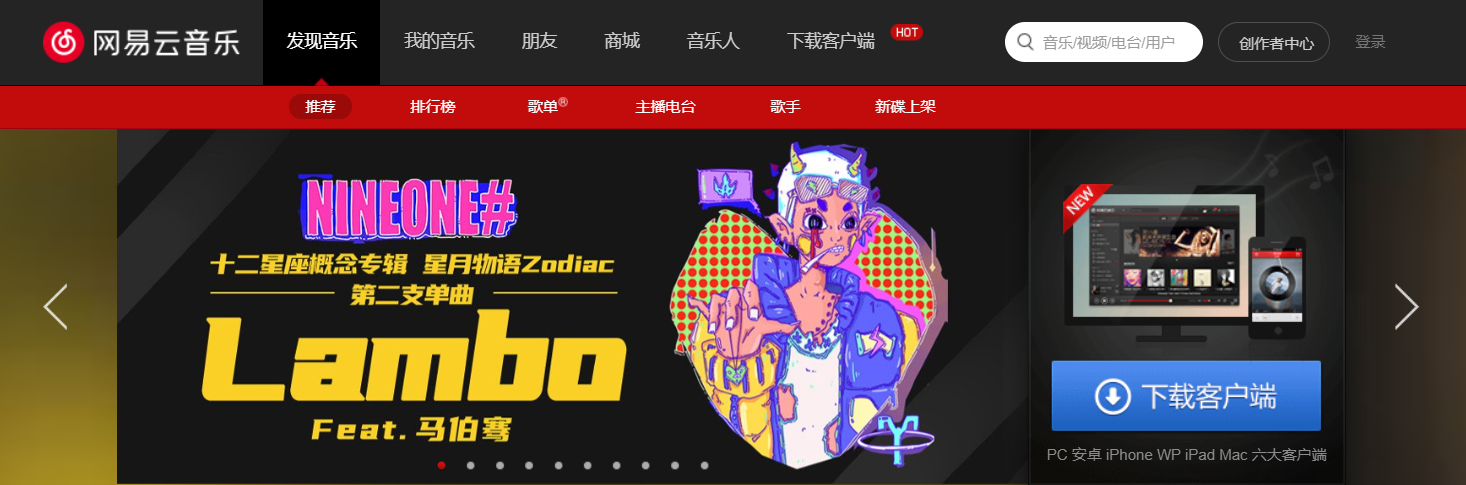 网易云音乐
发现音乐 我的音乐 朋友 商城 音乐人 下载客户端 HOT 音乐/视频/电台/用户 创作者中心 登录
推荐 排行榜 歌单® 主播电台 歌手 新碟上架
NINEONE#
十二星座概念专辑 星月物语Zodiac
第二支单曲
Lambo
Feat.马伯骞
NEW
下载客户端
PC 安卓 iPhone WP iPad Mac 六大客户端